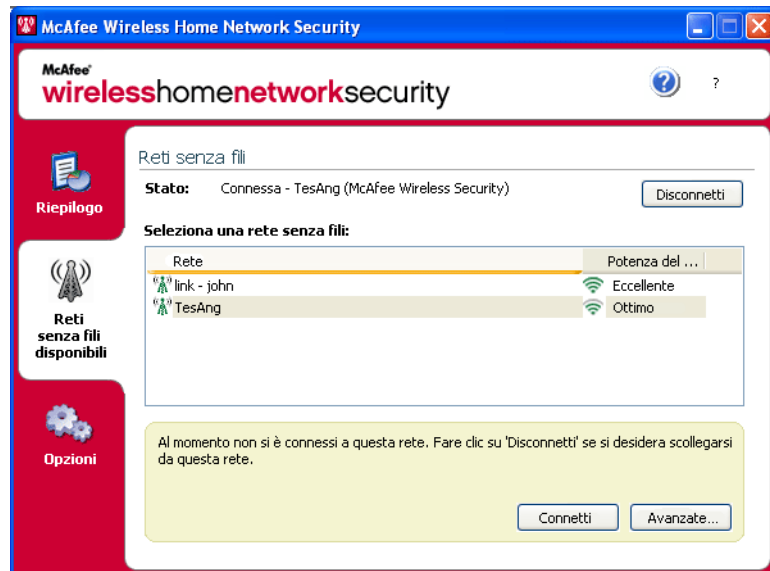 McAfee Wireless Home Network Security
McAfee
wirelesshomenetworksecurity
?
?
Riepilogo
Reti
senza fili
disponibili
Opzioni
Reti senza fili
Stato: Connessa - TesAng (McAfee Wireless Security)
Disconnetti
Seleziona una rete senza fili:
Rete Potenza del ...
link - john Eccellente
TesAng Ottimo
Al momento non si è connessi a questa rete. Fare clic su 'Disconnetti' se si desidera scollegarsi
da questa rete.
Connetti Avanzate...